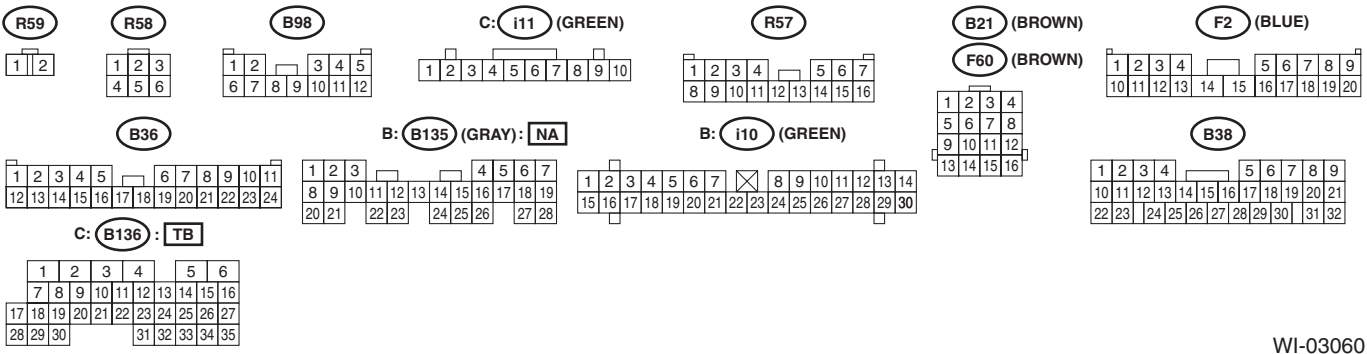 R59 R58 B98 C: i11 (GREEN) R57 B21 (BROWN) F2 (BLUE)
F60 (BROWN)
1 2
1 2 3
4 5 6
1 2 3 4 5
6 7 8 9 10 11 12
1 2 3 4 5 6 7 8 9 10
1 2 3 4 5 6 7
8 9 10 11 12 13 14 15 16
1 2 3 4
5 6 7 8
9 10 11 12
13 14 15 16
1 2 3 4 5 6 7 8 9
10 11 12 13 14 15 16 17 18 19 20
B36 B: B135 (GRAY): NA B: i10 (GREEN) B38
1 2 3 4 5 6 7 8 9 10 11
12 13 14 15 16 17 18 19 20 21 22 23 24
1 2 3 4 5 6 7
8 9 10 11 12 13 14 15 16 17 18 19
20 21 22 23 24 25 26 27 28
1 2 3 4 5 6 7 8 9 10 11 12 13 14
15 16 17 18 19 20 21 22 23 24 25 26 27 28 29 30
1 2 3 4 5 6 7 8 9
10 11 12 13 14 15 16 17 18 19 20 21
22 23 24 25 26 27 28 29 30 31 32
C: B136 : TB
1 2 3 4 5 6
7 8 9 10 11 12 13 14 15 16
17 18 19 20 21 22 23 24 25 26 27
28 29 30 31 32 33 34 35
WI-03060